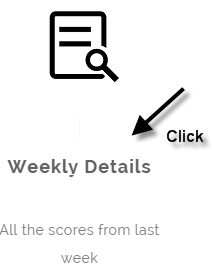 Click
Weekly Details
All the scores from last
week